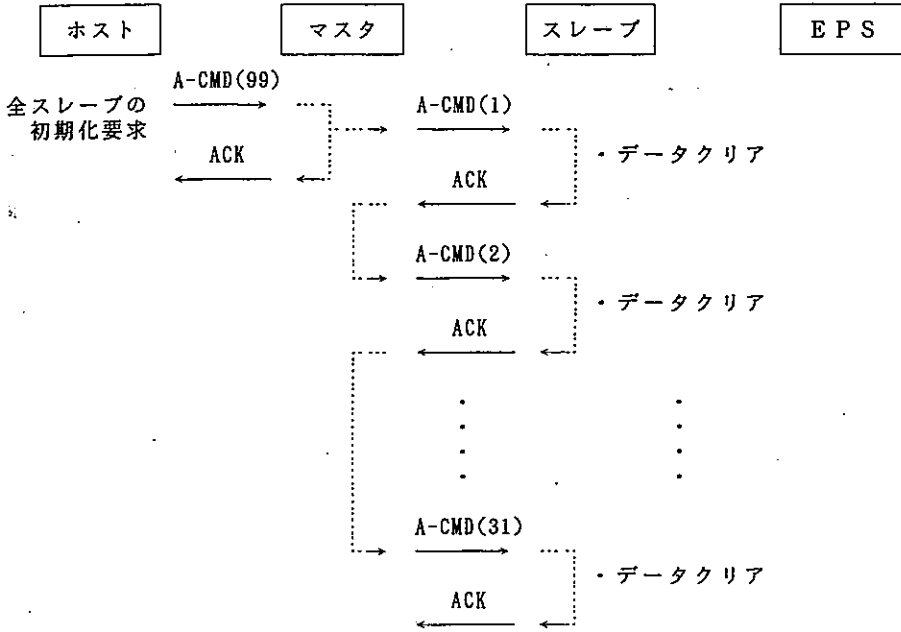 ホスト
マスタ
スレーブ
EPS
A-CMD(99)
全スレーブの
初期化要求
A-CMD(1)
・データクリア
ACK
ACK
A-CMD(2)
・データクリア
ACK
A-CMD(31)
・データクリア
ACK